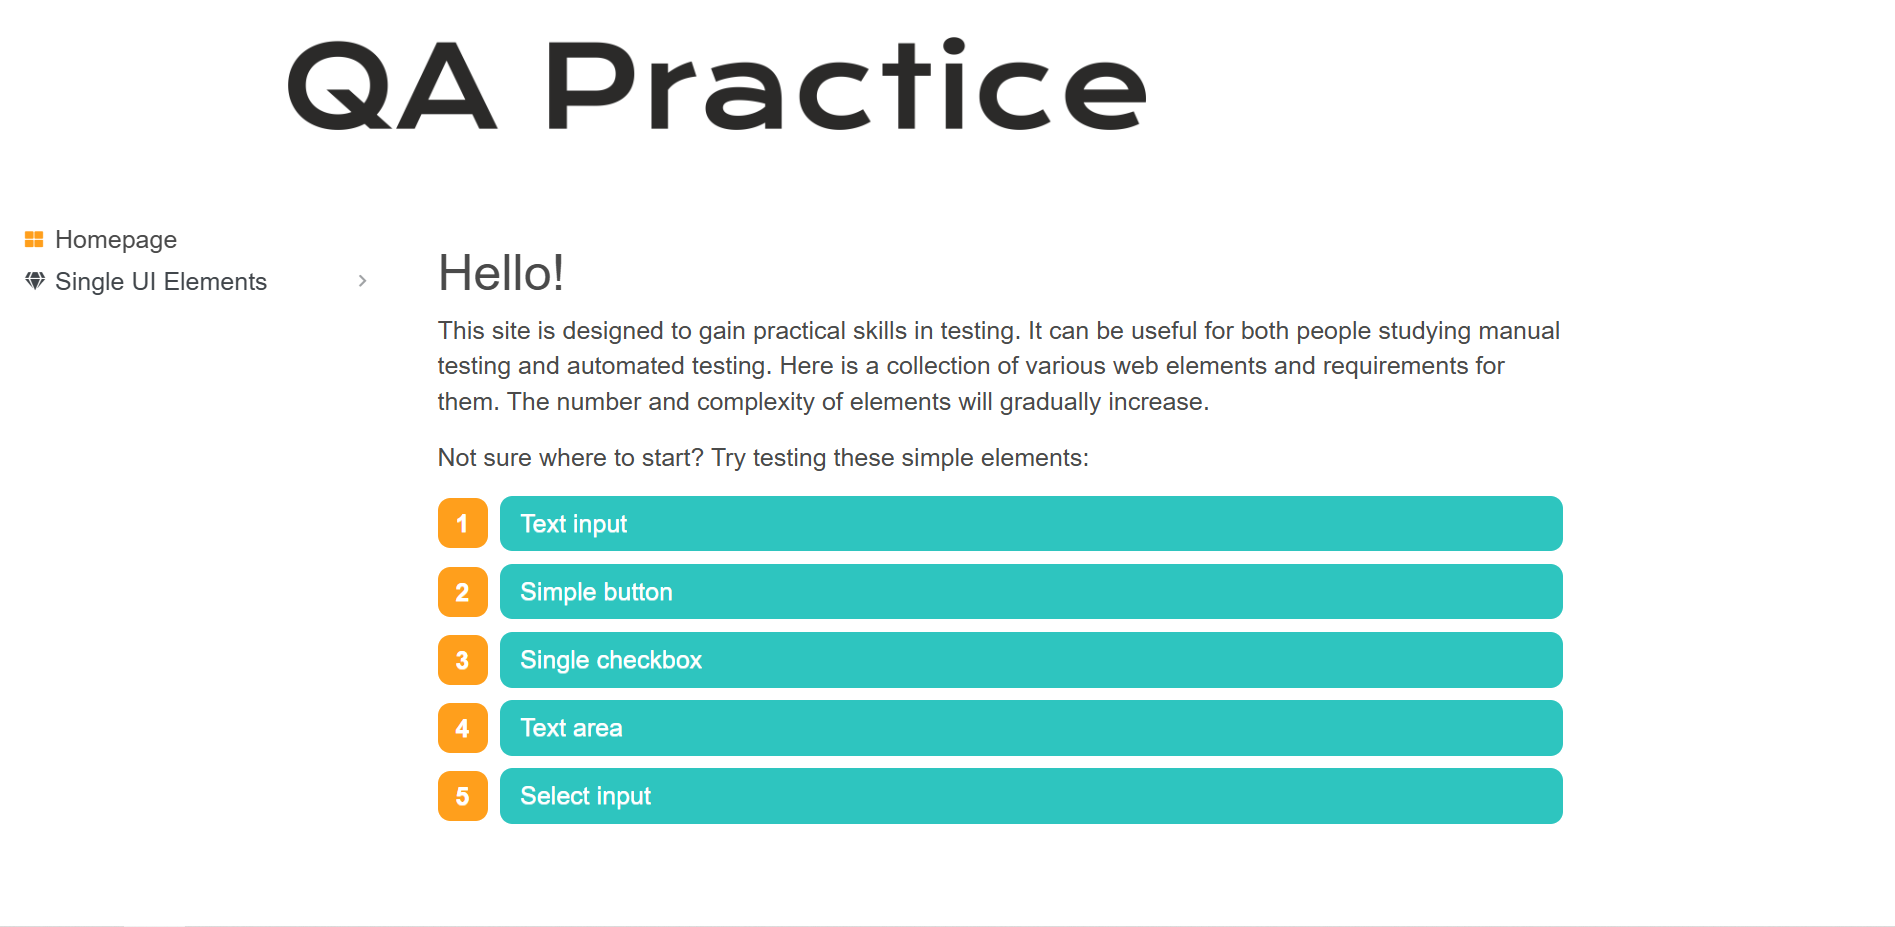 QA Practice
Homepage
Single UI Elements
Hello!
This site is designed to gain practical skills in testing. It can be useful for both people studying manual
testing and automated testing. Here is a collection of various web elements and requirements for
them. The number and complexity of elements will gradually increase.
Not sure where to start? Try testing these simple elements:
1 Text input
2 Simple button
3 Single checkbox
4 Text area
5 Select input